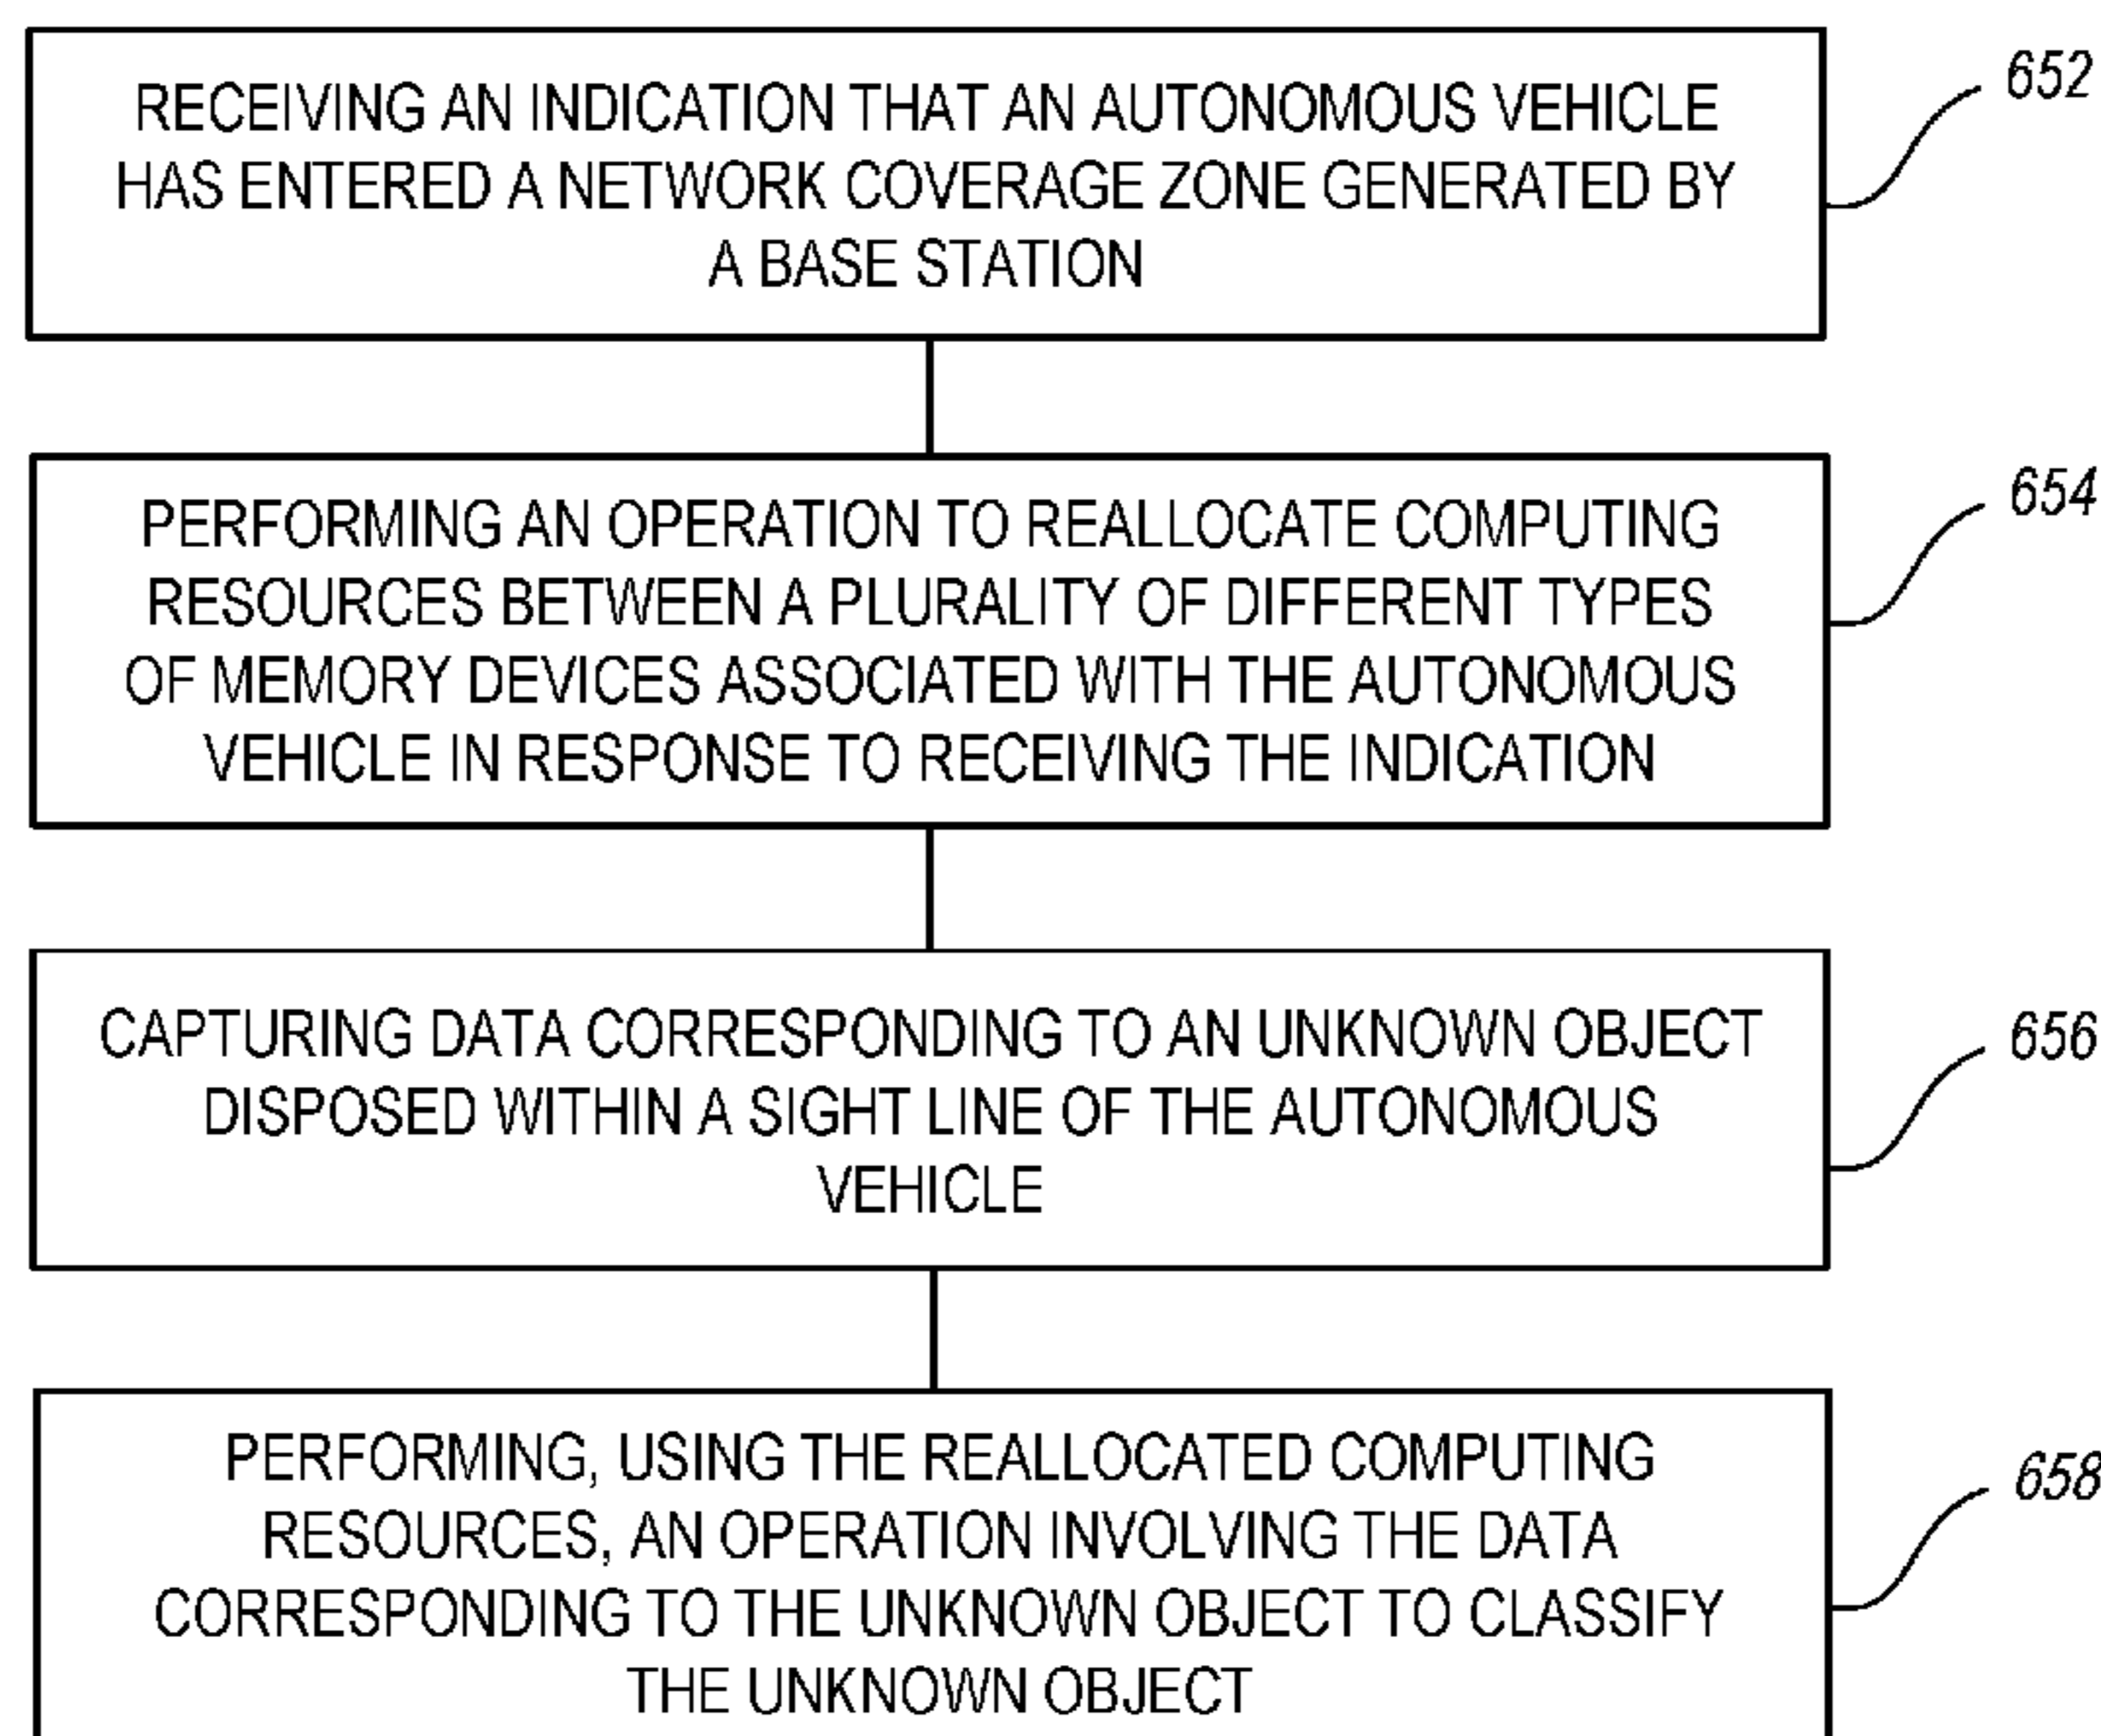 RECEIVING AN INDICATION THAT AN AUTONOMOUS VEHICLE
HAS ENTERED A NETWORK COVERAGE ZONE GENERATED BY
A BASE STATION
652
PERFORMING AN OPERATION TO REALLOCATE COMPUTING
RESOURCES BETWEEN A PLURALITY OF DIFFERENT TYPES
OF MEMORY DEVICES ASSOCIATED WITH THE AUTONOMOUS
VEHICLE IN RESPONSE TO RECEIVING THE INDICATION
654
CAPTURING DATA CORRESPONDING TO AN UNKNOWN OBJECT
DISPOSED WITHIN A SIGHT LINE OF THE AUTONOMOUS
VEHICLE
656
PERFORMING, USING THE REALLOCATED COMPUTING
RESOURCES, AN OPERATION INVOLVING THE DATA
CORRESPONDING TO THE UNKNOWN OBJECT TO CLASSIFY
THE UNKNOWN OBJECT
658